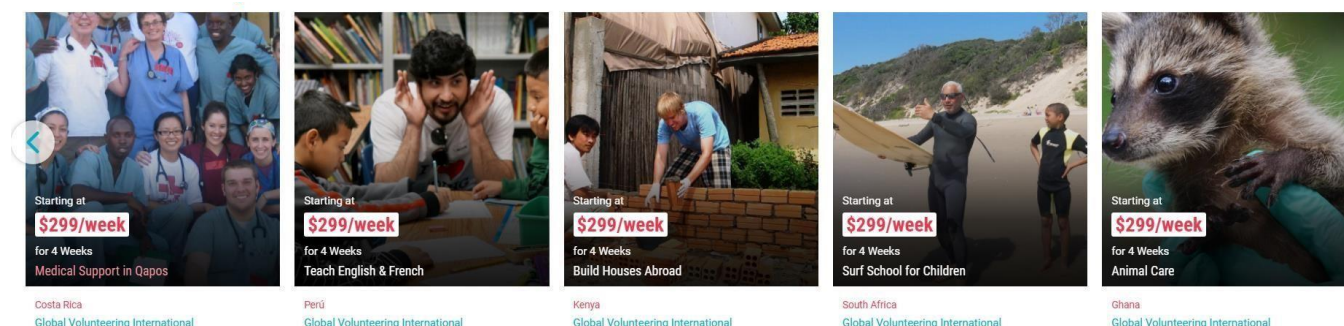 Starting at
$299/week
for 4 Weeks
Medical Support in Qapos
Costa Rica
Global Volunteering International
Starting at
$299/week
for 4 Weeks
Teach English & French
Perú
Global Volunteering International
Starting at
$299/week
for 4 Weeks
Build Houses Abroad
Kenya
Global Volunteering International
Starting at
$299/week
for 4 Weeks
Surf School for Children
South Africa
Global Volunteering International
Starting at
$299/week
for 4 Weeks
Animal Care
Ghana
Global Volunteering International